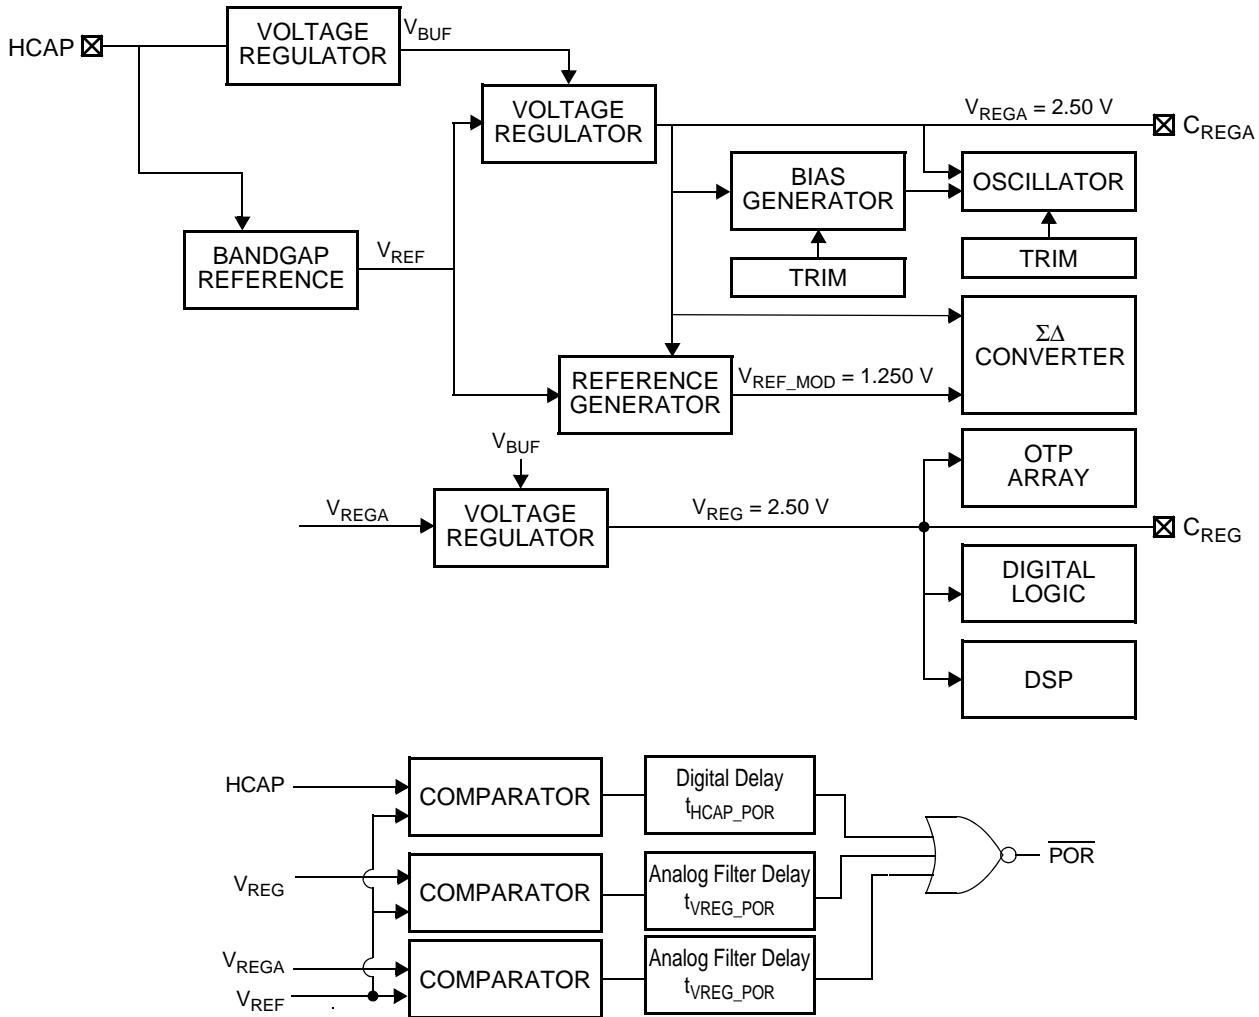 HCAP
VOLTAGE
REGULATOR
VBUF
VOLTAGE
REGULATOR
VREGA = 2.50 V
CREGA
BIAS
GENERATOR
OSCILLATOR
BANDGAP
REFERENCE
VREF
TRIM
TRIM
ΣΔ
CONVERTER
REFERENCE
GENERATOR
VREF_MOD = 1.250 V
VBUF
OTP
ARRAY
VREGA
VOLTAGE
REGULATOR
VREG = 2.50 V
CREG
DIGITAL
LOGIC
DSP
HCAP
COMPARATOR
Digital Delay
tHCAP_POR
VREG
COMPARATOR
Analog Filter Delay
tVREG_POR
POR
VREGA
VREF
COMPARATOR
Analog Filter Delay
tVREG_POR